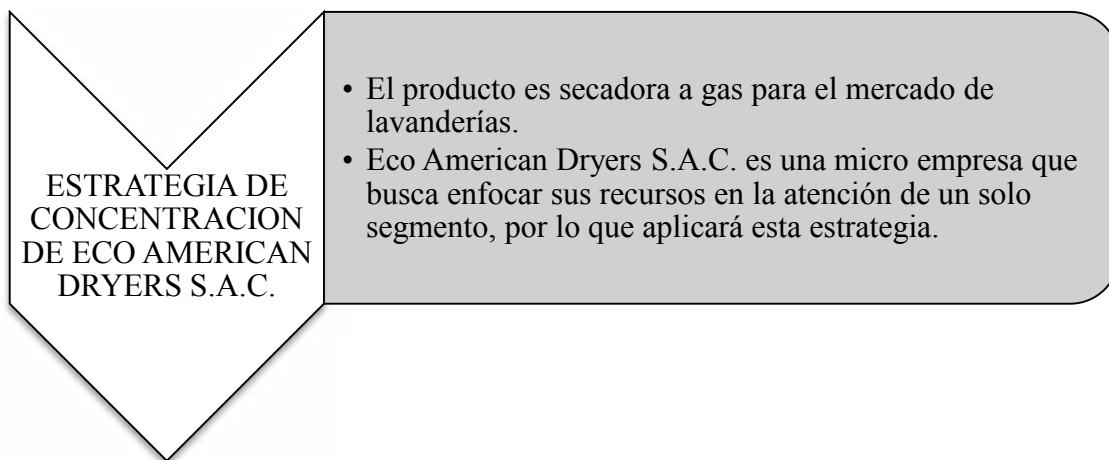 ESTRATEGIA DE
CONCENTRACION
DE ECO AMERICAN
DRYERS S.A.C.
• El producto es secadora a gas para el mercado de
lavanderías.
• Eco American Dryers S.A.C. es una micro empresa que
busca enfocar sus recursos en la atención de un solo
segmento, por lo que aplicará esta estrategia.